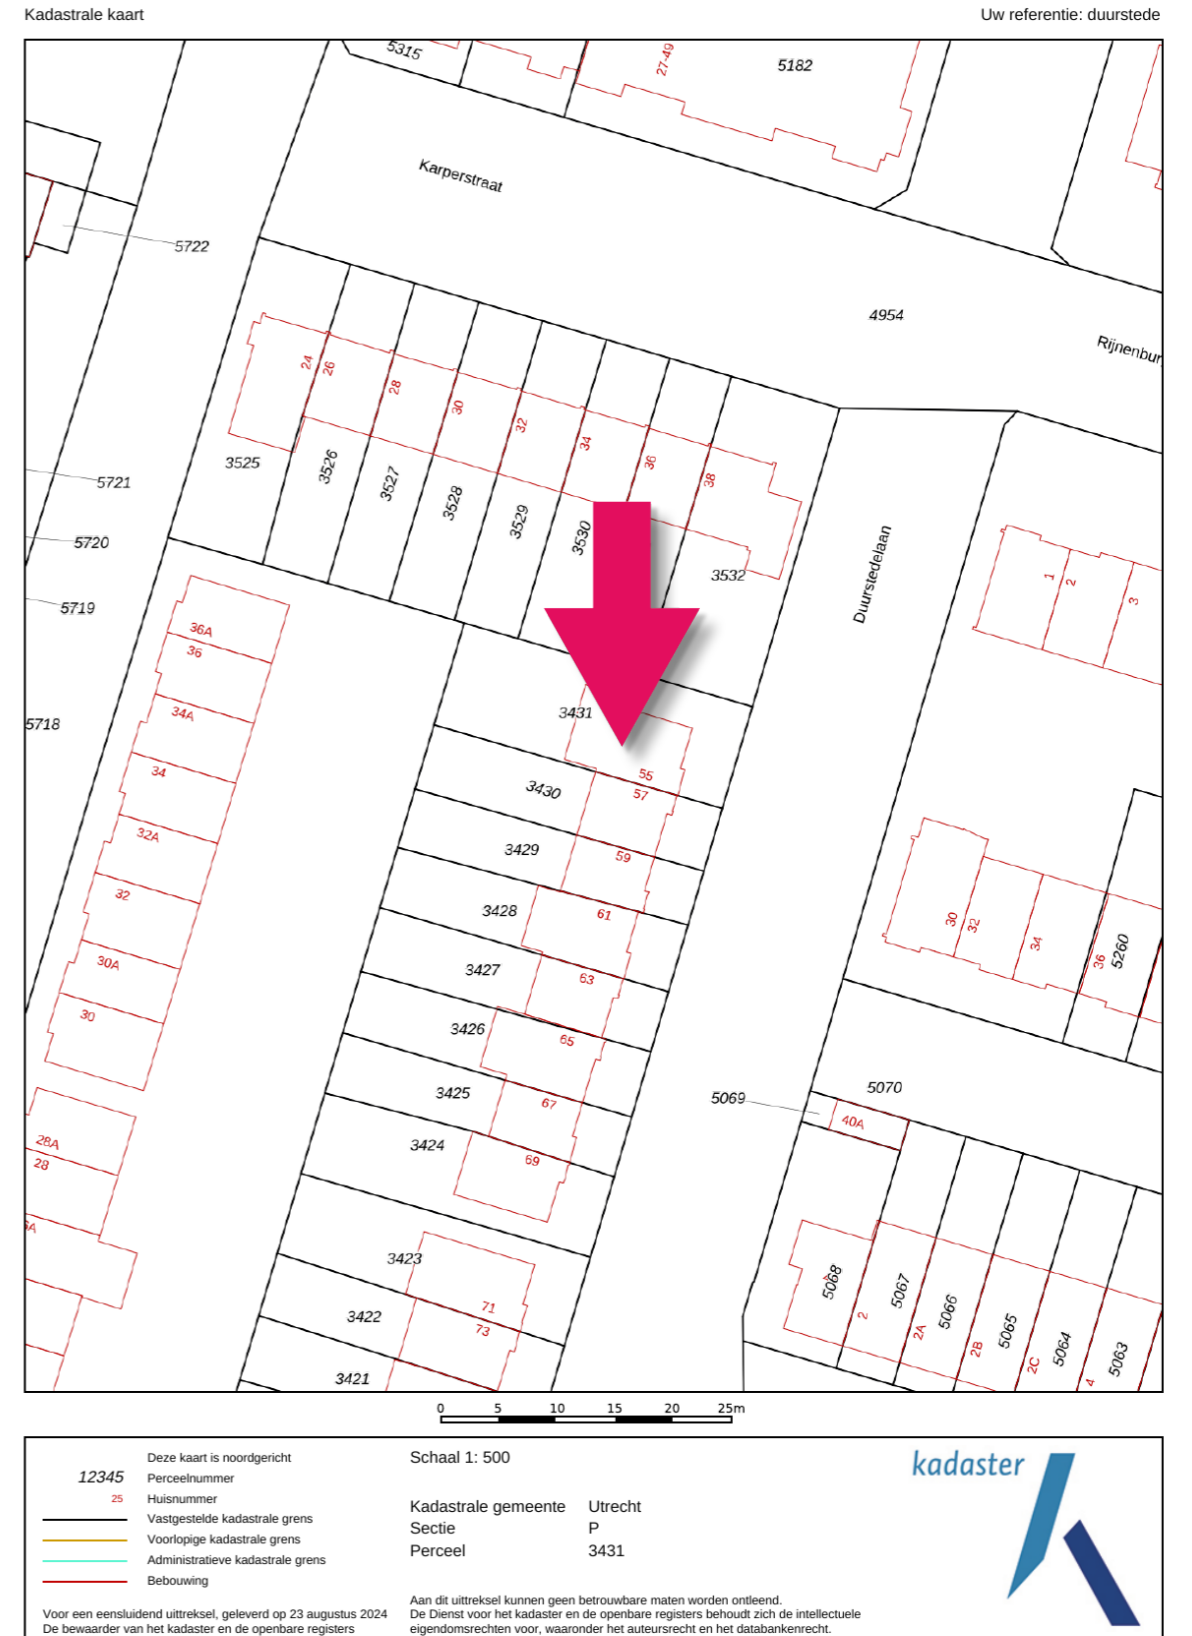 Kadastrale kaart
Uw referentie: duurstede
5315
27-49
5182
Karperstraat
5722
4954
24
26
28
30
32
34
36
38
3525
3526
3527
3528
3529
3530
3532
5721
5720
5719
5718
Duurstedelaan
1
2
3
36A
36
34A
34
32A
32
30A
30
28A
28
3431
55
3430
57
3429
59
3428
61
3427
63
3426
65
3425
67
3424
69
3423
71
3422
73
3421
30
32
34
36
5260
5070
5069
40A
5068
2
5067
2A
5066
2B
5065
2C
5064
4
5063
0 5 10 15 20 25m
Deze kaart is noordgericht
12345 Perceelnummer
25 Huisnummer
Vastgestelde kadastrale grens
Voorlopige kadastrale grens
Administratieve kadastrale grens
Bebouwing
Voor een eensluidend uittreksel, geleverd op 23 augustus 2024
De bewaarder van het kadaster en de openbare registers
Schaal 1: 500
Kadastrale gemeente Utrecht
Sectie P
Perceel 3431
Aan dit uittreksel kunnen geen betrouwbare maten worden ontleend.
De Dienst voor het kadaster en de openbare registers behoudt zich de intellectuele
eigendomsrechten voor, waaronder het auteursrecht en het databankenrecht.
kadaster